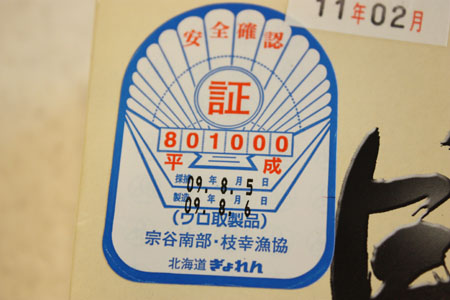 11年02月
安全確認
証
801000
平成
採捕 09年8月5日
製造 09年8月6日
(ウロ取製品)
宗谷南部・枝幸漁協
北海道ぎょれん